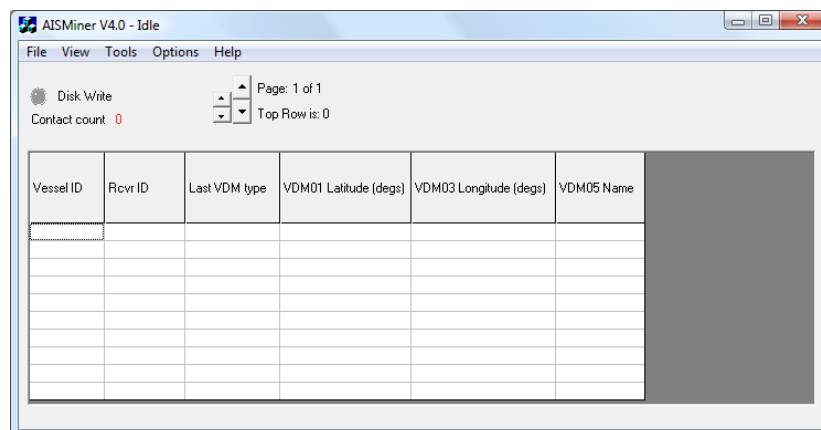 AISMiner V4.0 - Idle
File View Tools Options Help
Disk Write
Contact count 0
Page: 1 of 1
Top Row is: 0
Vessel ID Rcvr ID Last VDM type VDM01 Latitude (degs) VDM03 Longitude (degs) VDM05 Name